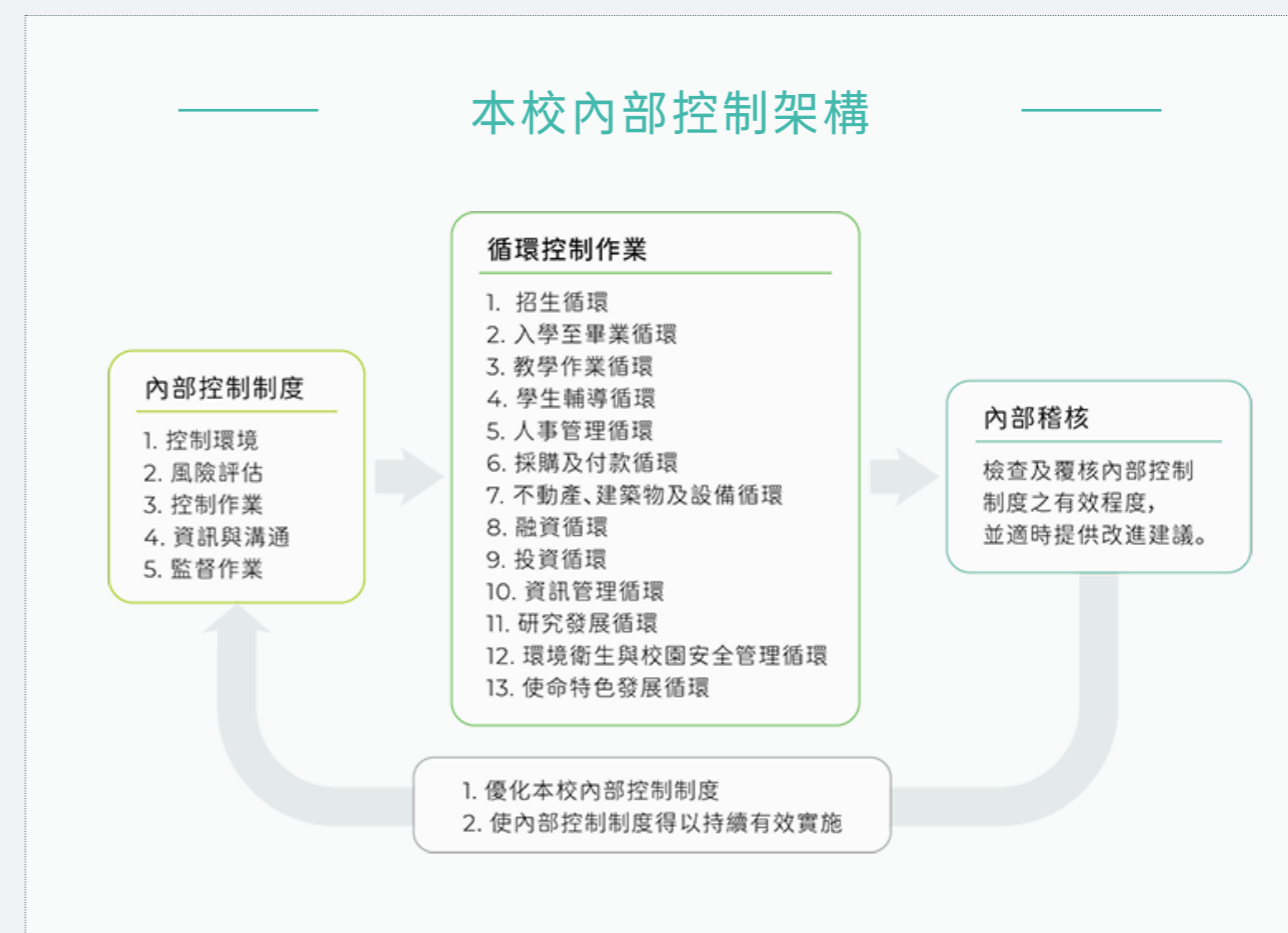 本校內部控制架構
內部控制制度
1. 控制環境
2. 風險評估
3. 控制作業
4. 資訊與溝通
5. 監督作業
循環控制作業
1. 招生循環
2. 入學至畢業循環
3. 教學作業循環
4. 學生輔導循環
5. 人事管理循環
6. 採購及付款循環
7. 不動產、建築物及設備循環
8. 融資循環
9. 投資循環
10. 資訊管理循環
11. 研究發展循環
12. 環境衛生與校園安全管理循環
13. 使命特色發展循環
內部稽核
檢查及覆核內部控制
制度之有效程度，
並適時提供改進建議。
1. 優化本校內部控制制度
2. 使內部控制制度得以持續有效實施